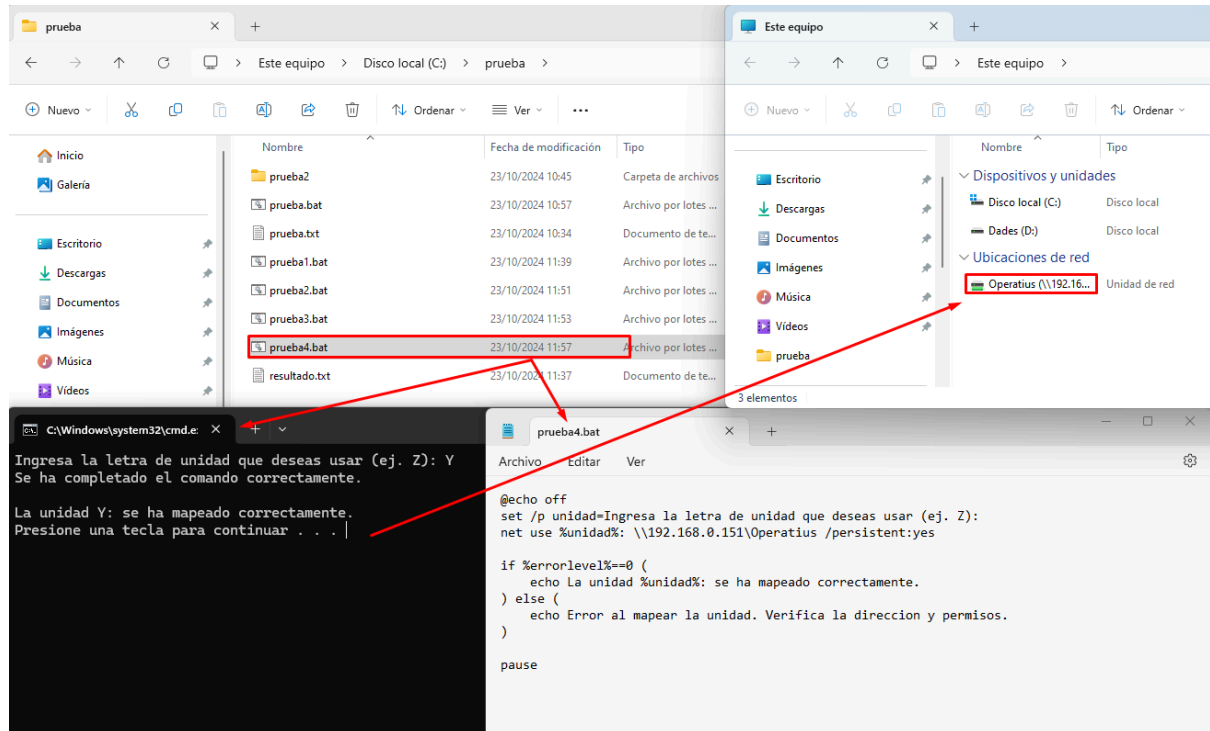 prueba
Este equipo > Disco local (C:) > prueba >
Nuevo
Ordenar
Ver
Inicio
Galería
Escritorio
Descargas
Documentos
Imágenes
Música
Vídeos
Nombre Fecha de modificación Tipo
prueba2 23/10/2024 10:45 Carpeta de archivos
prueba.bat 23/10/2024 10:57 Archivo por lotes ...
prueba.txt 23/10/2024 10:34 Documento de te...
prueba1.bat 23/10/2024 11:39 Archivo por lotes ...
prueba2.bat 23/10/2024 11:51 Archivo por lotes ...
prueba3.bat 23/10/2024 11:53 Archivo por lotes ...
prueba4.bat 23/10/2024 11:57 Archivo por lotes ...
resultado.txt 23/10/2024 11:37 Documento de te...
Este equipo
Este equipo >
Nuevo
Ordenar
Escritorio
Descargas
Documentos
Imágenes
Música
Vídeos
prueba
Nombre Tipo
Dispositivos y unidades
Disco local (C:) Disco local
Dades (D:) Disco local
Ubicaciones de red
Operatius (\\192.16... Unidad de red
3 elementos
C:\Windows\system32\cmd.e:
Ingresa la letra de unidad que deseas usar (ej. Z): Y
Se ha completado el comando correctamente.
La unidad Y: se ha mapeado correctamente.
Presione una tecla para continuar . . .
prueba4.bat
Archivo Editar Ver
@echo off
set /p unidad=Ingresa la letra de unidad que deseas usar (ej. Z):
net use %unidad%: \\192.168.0.151\Operatius /persistent:yes
if %errorlevel%==0 (
echo La unidad %unidad%: se ha mapeado correctamente.
) else (
echo Error al mapear la unidad. Verifica la direccion y permisos.
)
pause